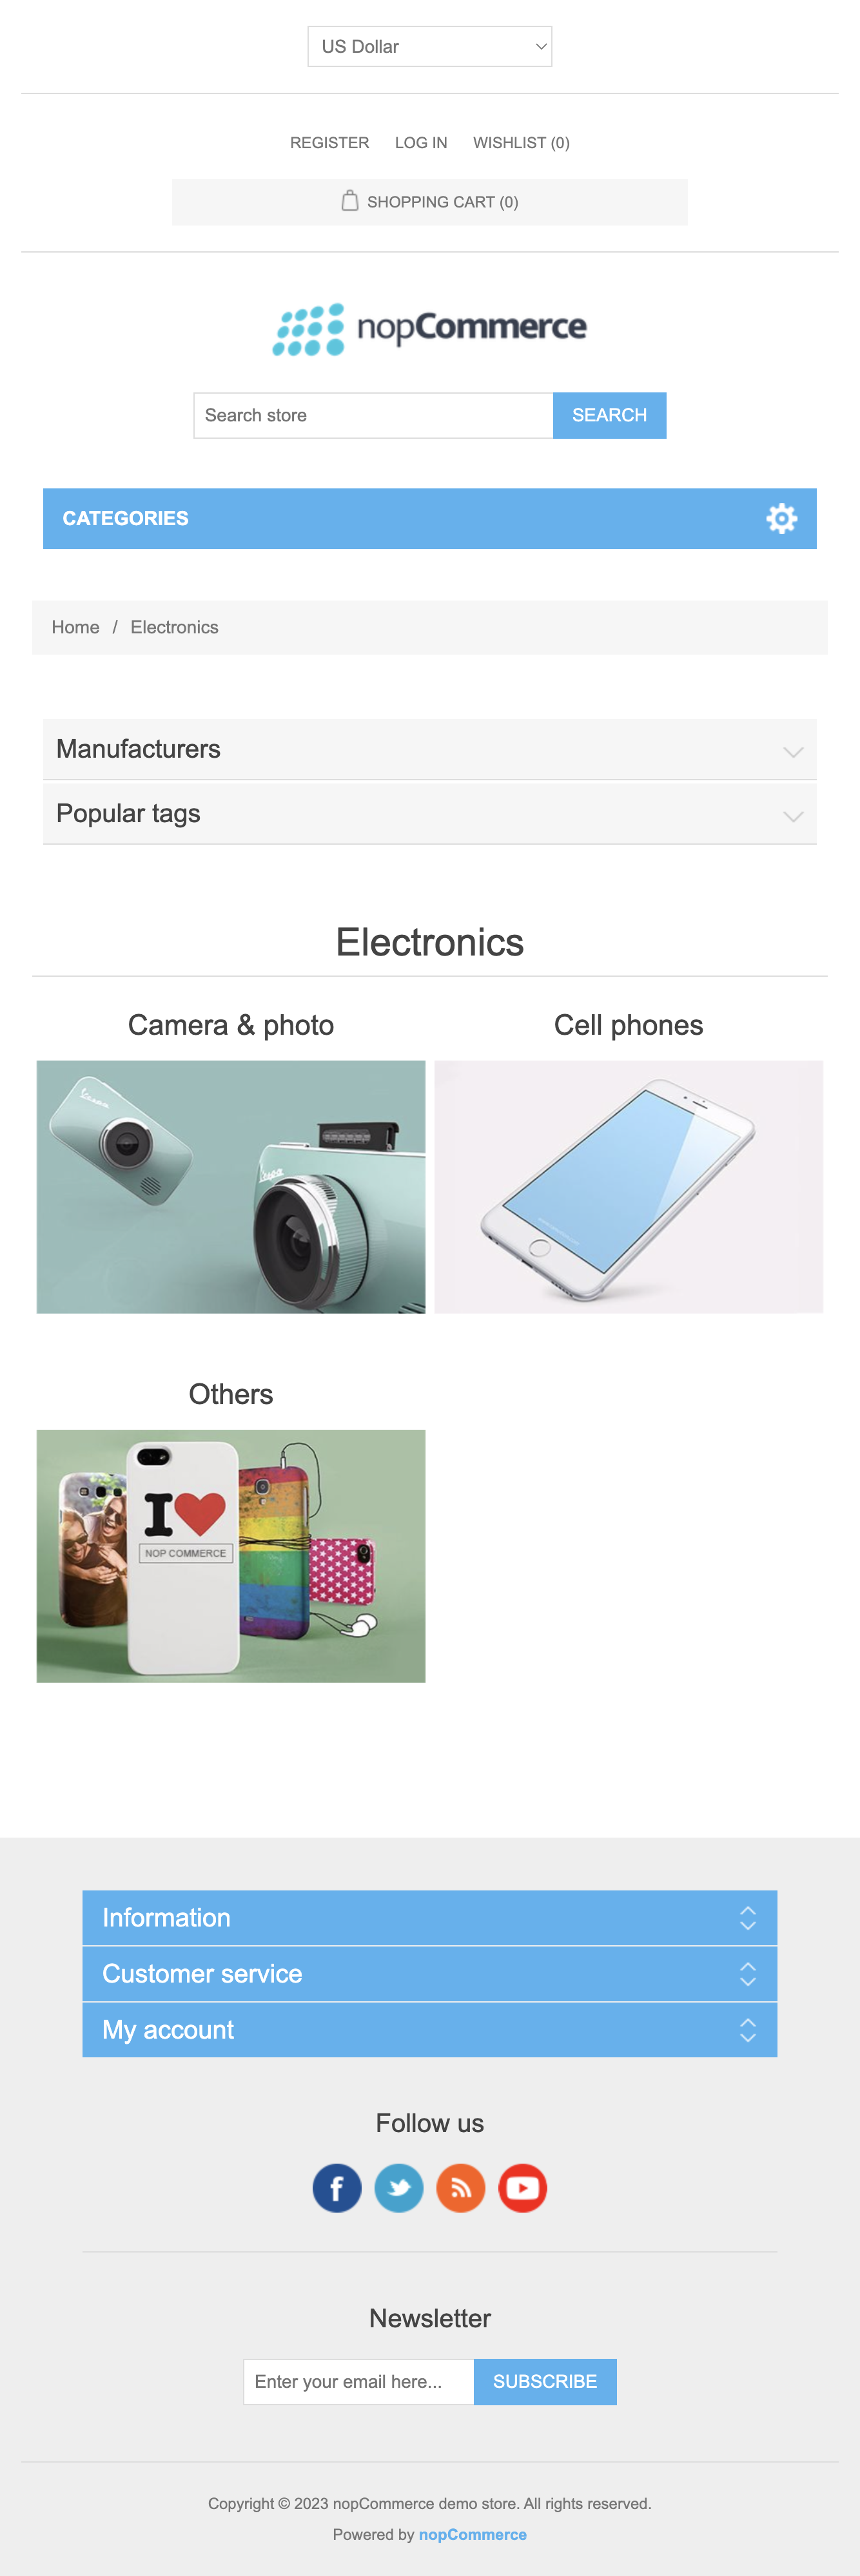 US Dollar
REGISTER LOG IN WISHLIST (0)
SHOPPING CART (0)
nopCommerce
Search store SEARCH
CATEGORIES
Home / Electronics
Manufacturers
Popular tags
Electronics
Camera & photo Cell phones
Vespa
Vespa
Others
I
NOP COMMERCE
Information
Customer service
My account
Follow us
f
Newsletter
Enter your email here... SUBSCRIBE
Copyright © 2023 nopCommerce demo store. All rights reserved.
Powered by nopCommerce